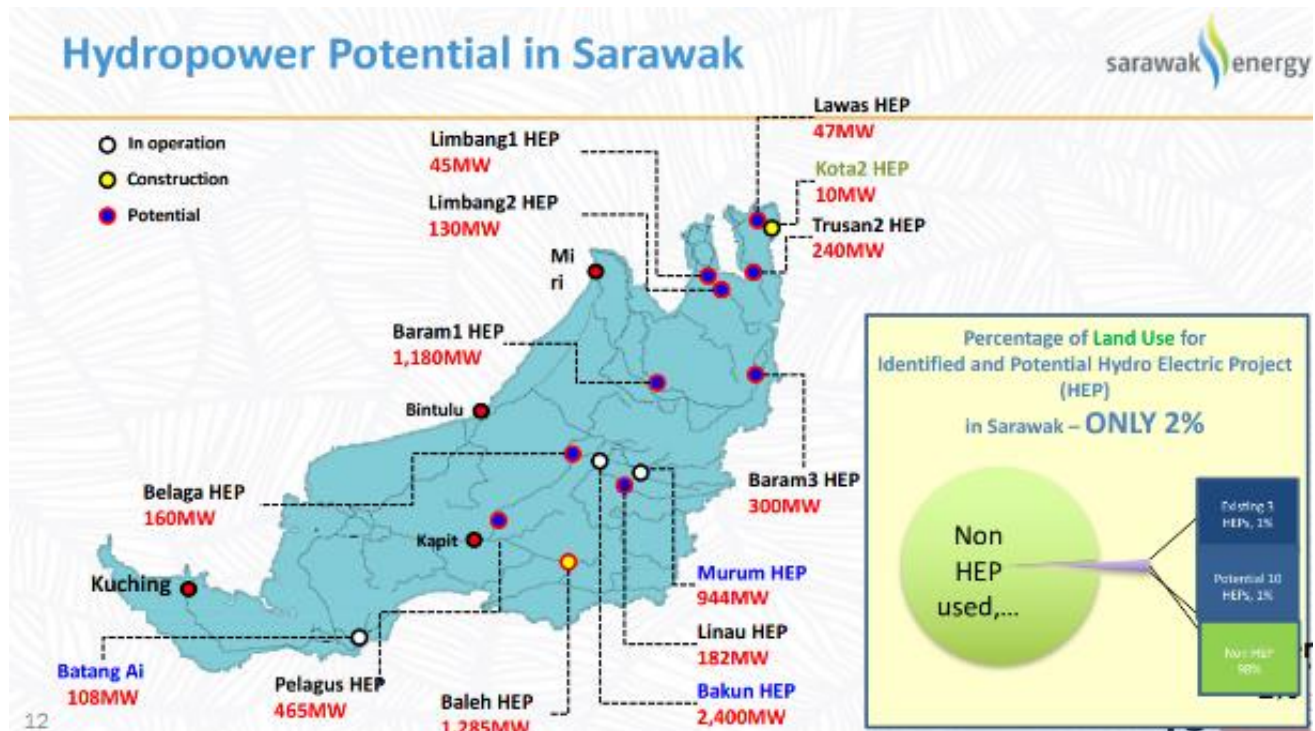 Hydropower Potential in Sarawak
sarawak energy
In operation
Construction
Potential
Limbang1 HEP
45MW
Limbang2 HEP
130MW
Lawas HEP
47MW
Kota2 HEP
10MW
Trusan2 HEP
240MW
Mi
ri
Baram1 HEP
1,180MW
Bintulu
Belaga HEP
160MW
Kapit
Kuching
Batang Ai
108MW
Pelagus HEP
465MW
Baleh HEP
1,285MW
Baram3 HEP
300MW
Murum HEP
944MW
Linau HEP
182MW
Bakun HEP
2,400MW
Percentage of Land Use for
Identified and Potential Hydro Electric Project
(HEP)
in Sarawak – ONLY 2%
Non
HEP
used,...
Existing 3
HEPs, 1%
Potential 10
HEPs, 1%
Non HEP
98%
12